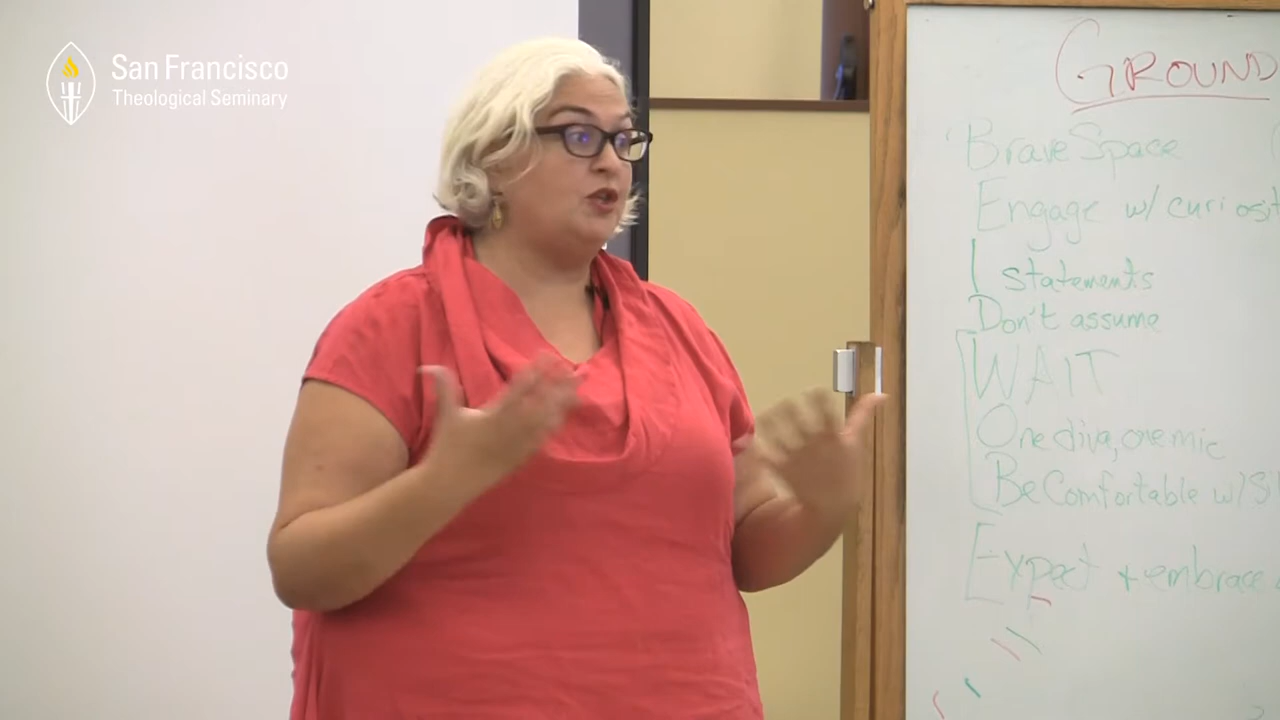 San Francisco
Theological Seminary
GROUND
Brave Space
Engage w/ curiosit
I statements
Don't assume
WAIT
One diva, one mic
Be Comfortable w/ Si
Expect + embrace